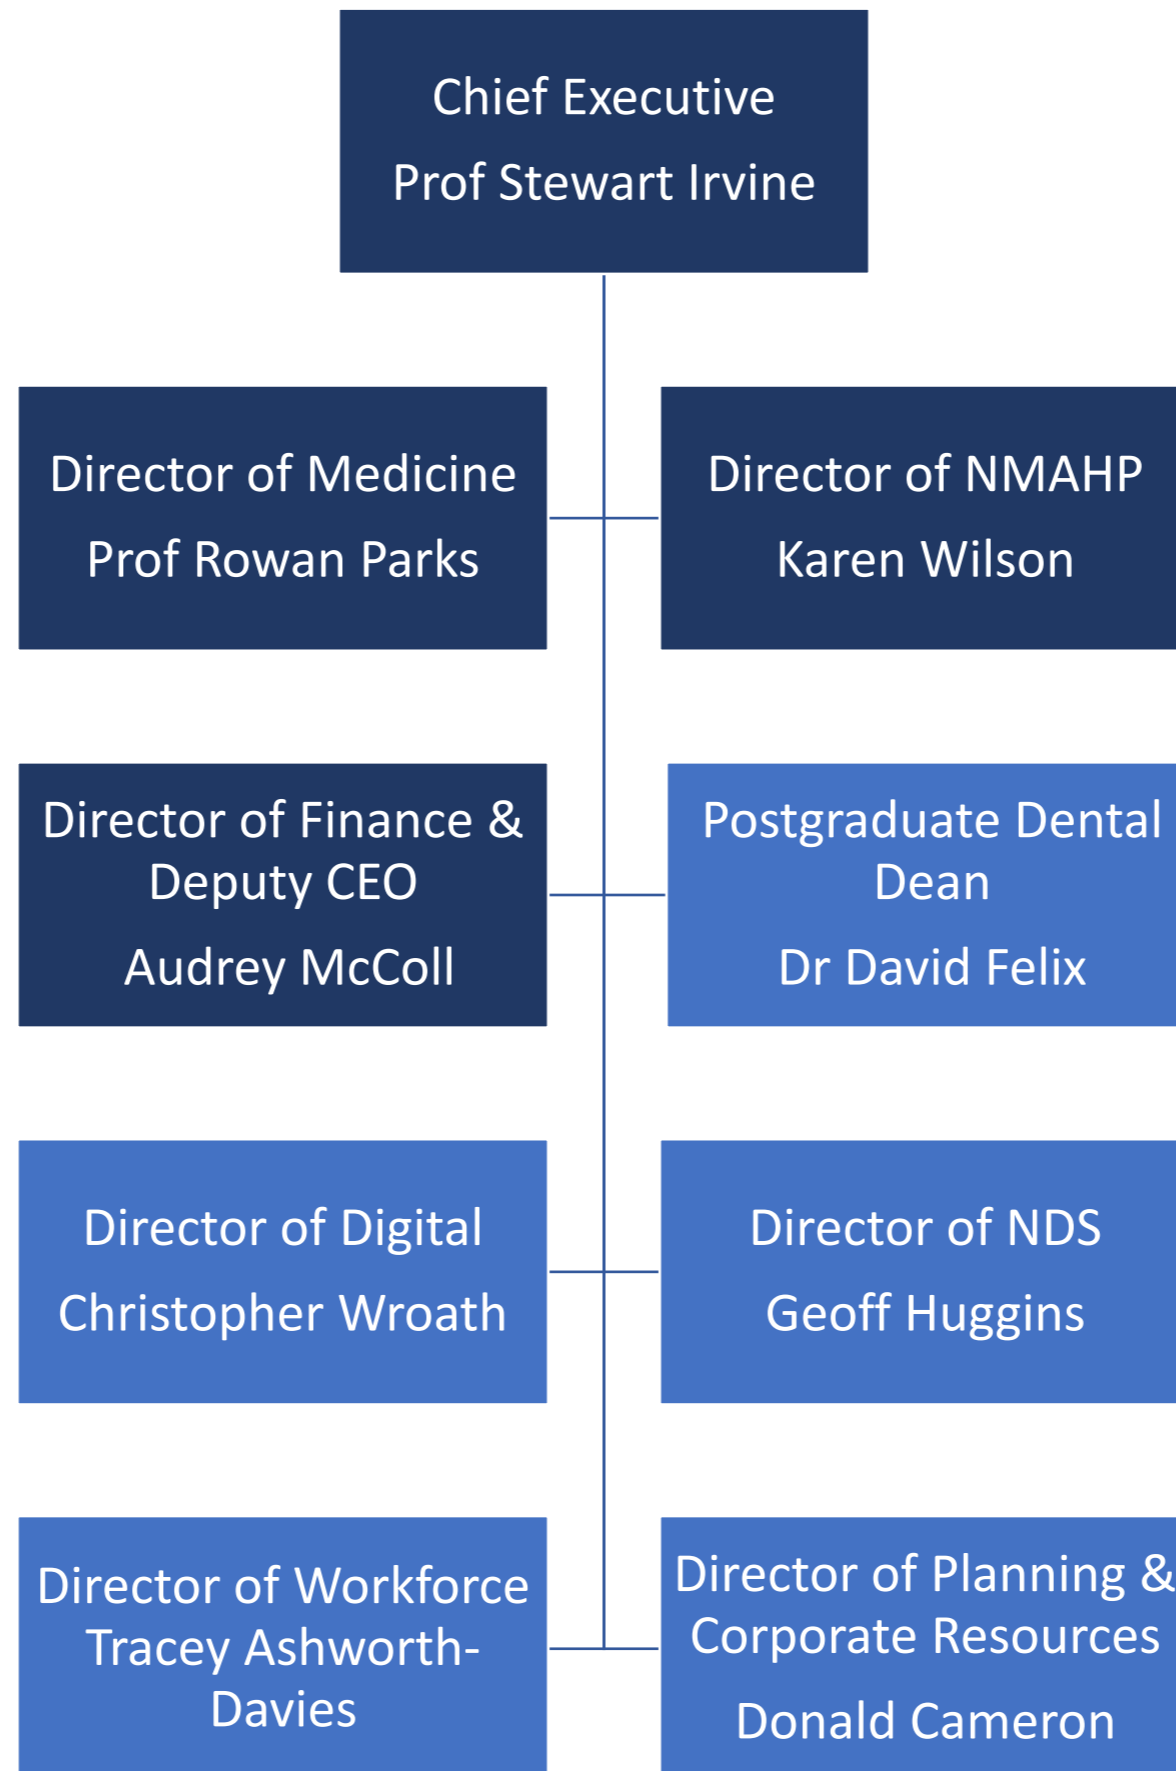 Chief Executive
Prof Stewart Irvine
Director of Medicine
Prof Rowan Parks
Director of NMAHP
Karen Wilson
Director of Finance &
Deputy CEO
Audrey McColl
Postgraduate Dental
Dean
Dr David Felix
Director of Digital
Christopher Wroath
Director of NDS
Geoff Huggins
Director of Workforce
Tracey Ashworth-
Davies
Director of Planning &
Corporate Resources
Donald Cameron